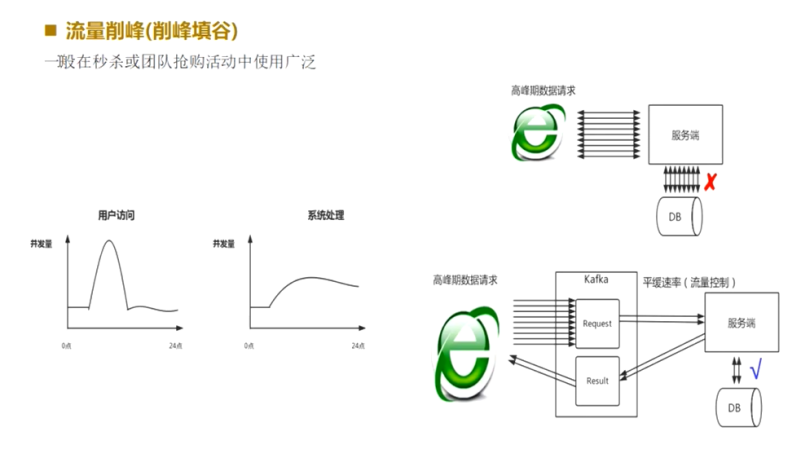 流量削峰(削峰填谷)
一般在秒杀或团队抢购活动中使用广泛
高峰期数据请求
服务端
DB
用户访问
系统处理
并发量
并发量
0点
24点
0点
24点
高峰期数据请求
Kafka
平缓速率（流量控制）
Request
服务端
Result
DB